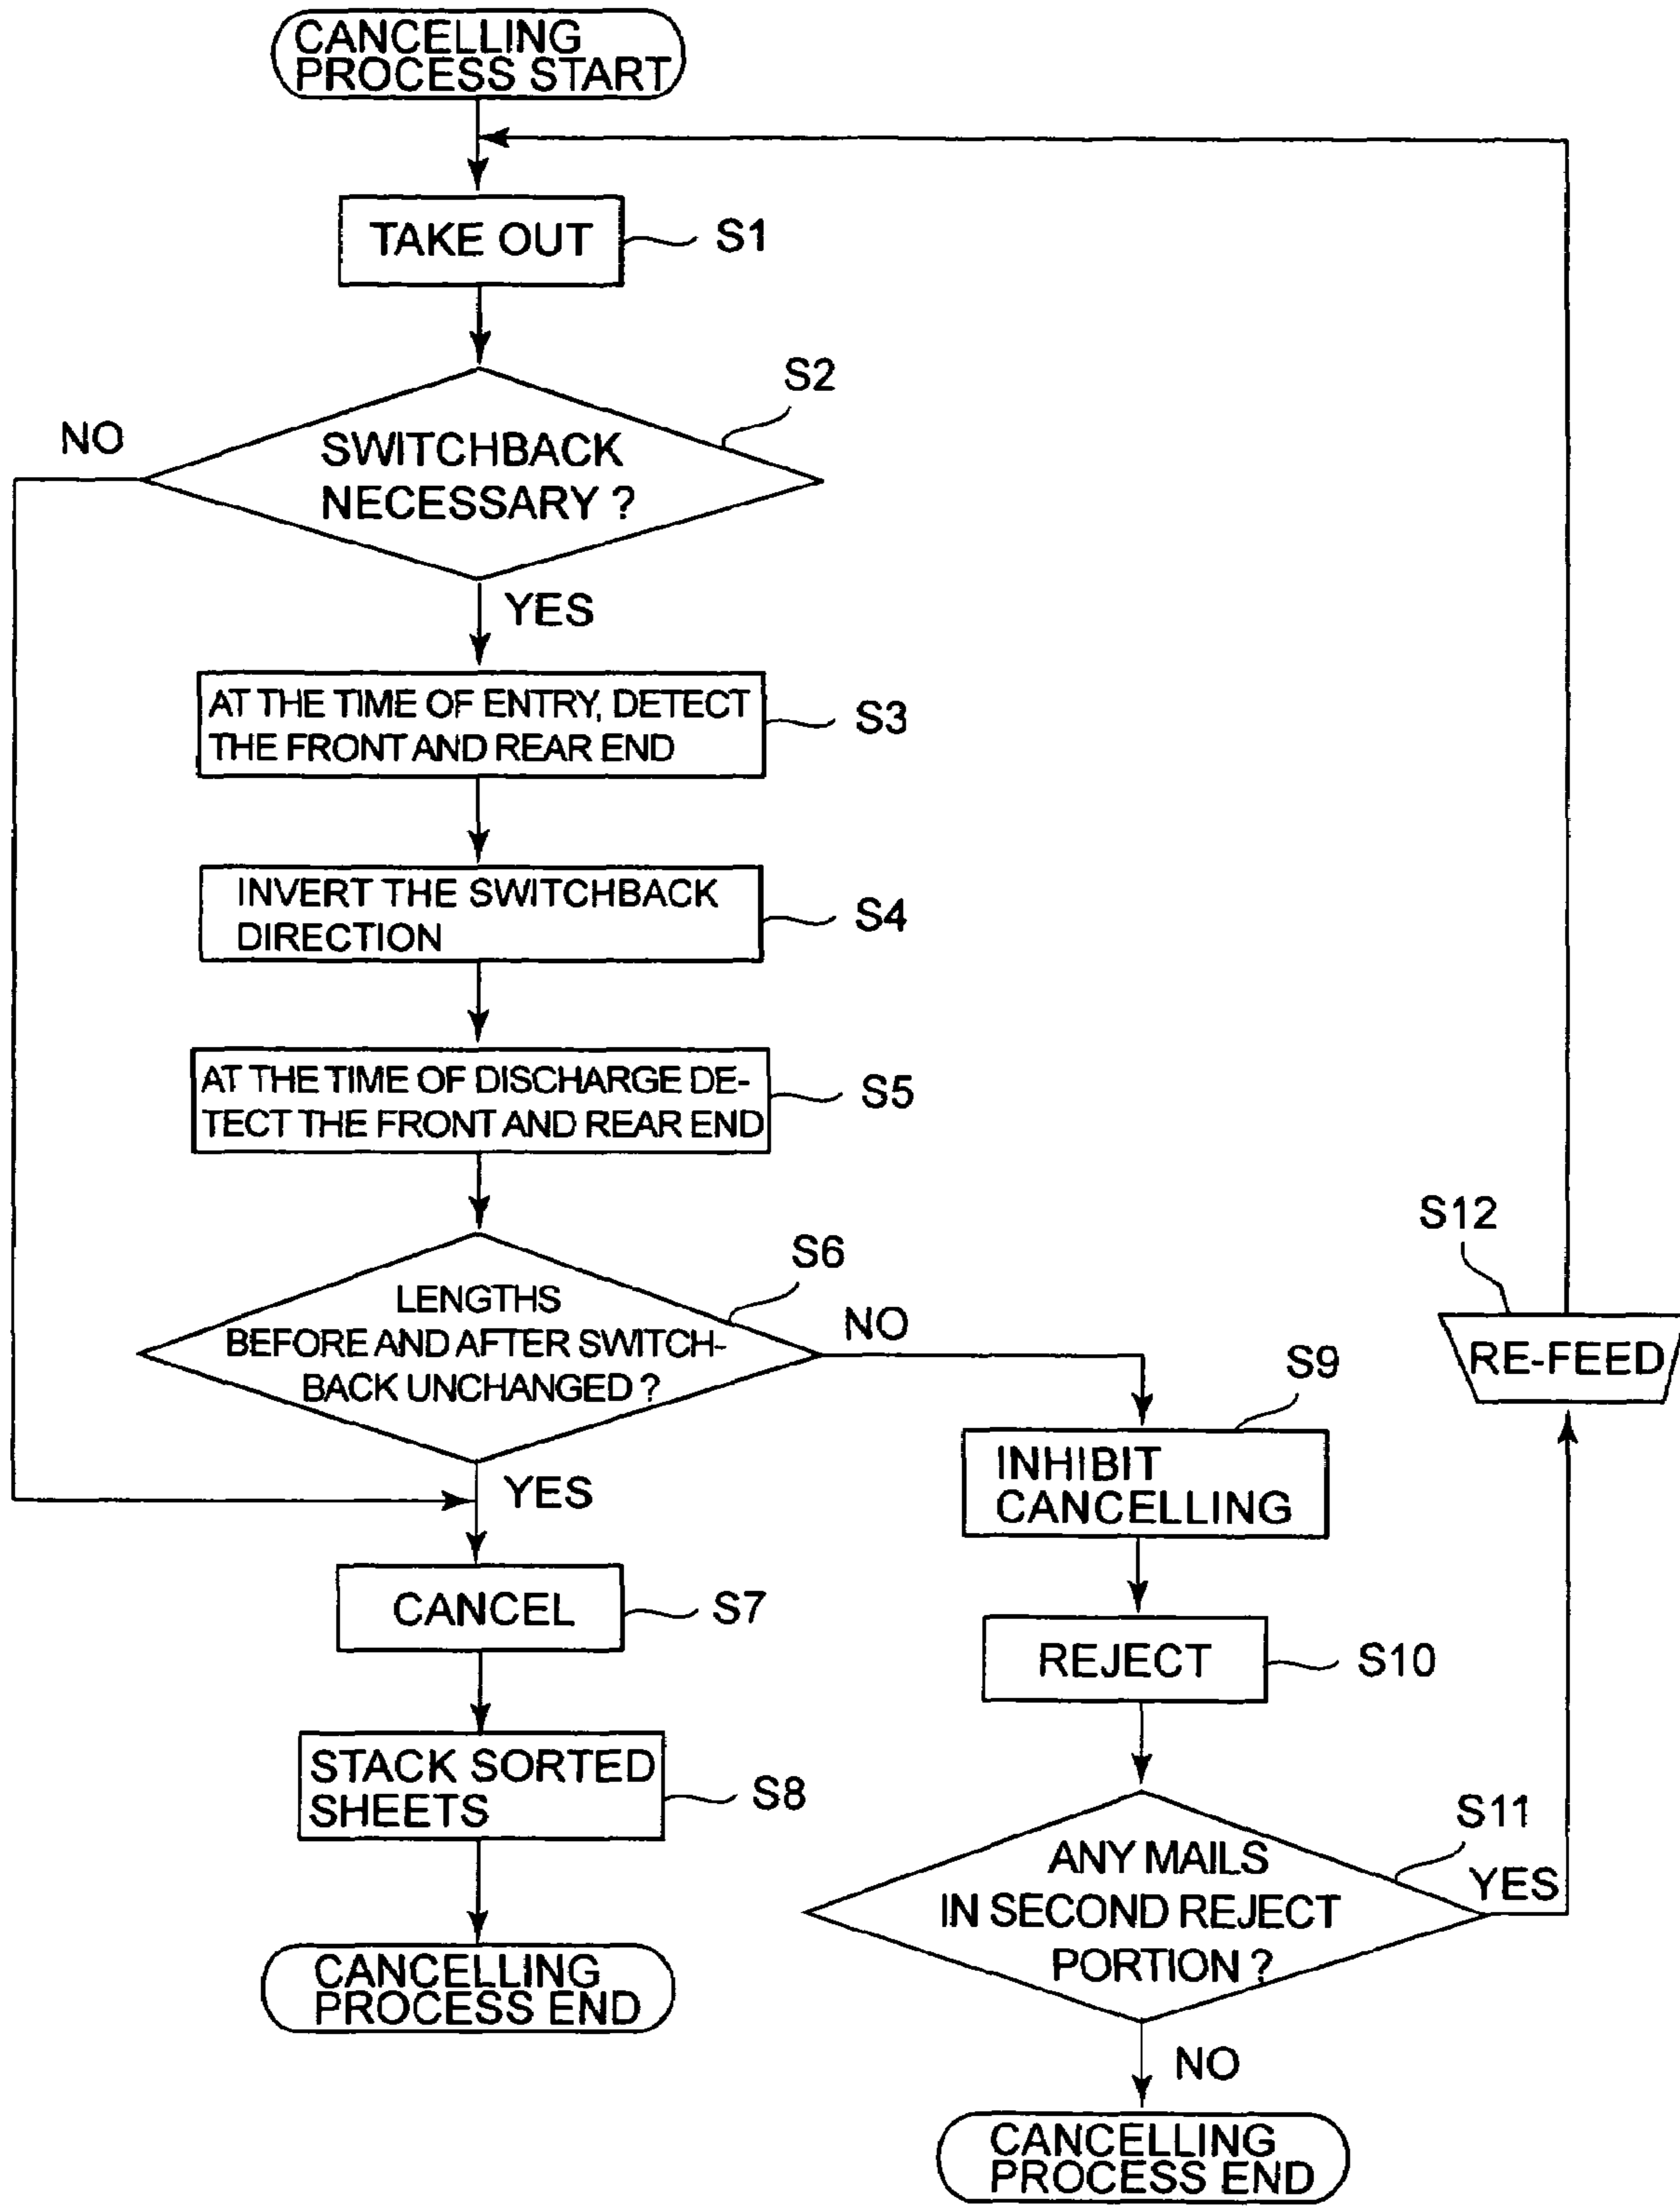 CANCELLING
PROCESS START
TAKE OUT
S1
S2
NO
SWITCHBACK
NECESSARY ?
YES
AT THE TIME OF ENTRY, DETECT
THE FRONT AND REAR END
S3
INVERT THE SWITCHBACK
DIRECTION
S4
AT THE TIME OF DISCHARGE DE-
TECT THE FRONT AND REAR END
S5
S6
LENGTHS
BEFORE AND AFTER SWITCH-
BACK UNCHANGED ?
NO
YES
CANCEL
S7
STACK SORTED
SHEETS
S8
CANCELLING
PROCESS END
S9
INHIBIT
CANCELLING
REJECT
S10
S11
ANY MAILS
IN SECOND REJECT
PORTION ?
YES
NO
CANCELLING
PROCESS END
S12
RE-FEED